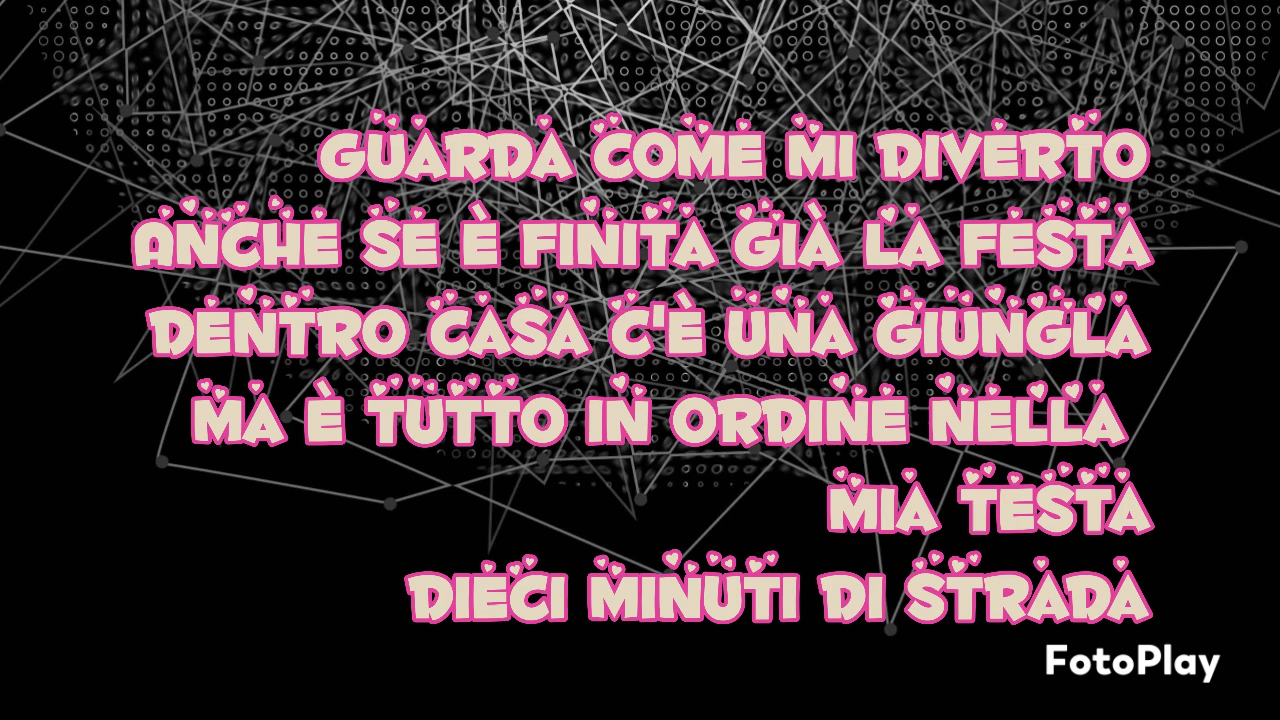 GUARDA COME MI DIVERTO
ANCHE SE È FINITA GIÀ LA FESTA
DENTRO CASA C'È UNA GIUNGLA
MA È TUTTO IN ORDINE NELLA
MIA TESTA
DIECI MINUTI DI STRADA
FotoPlay